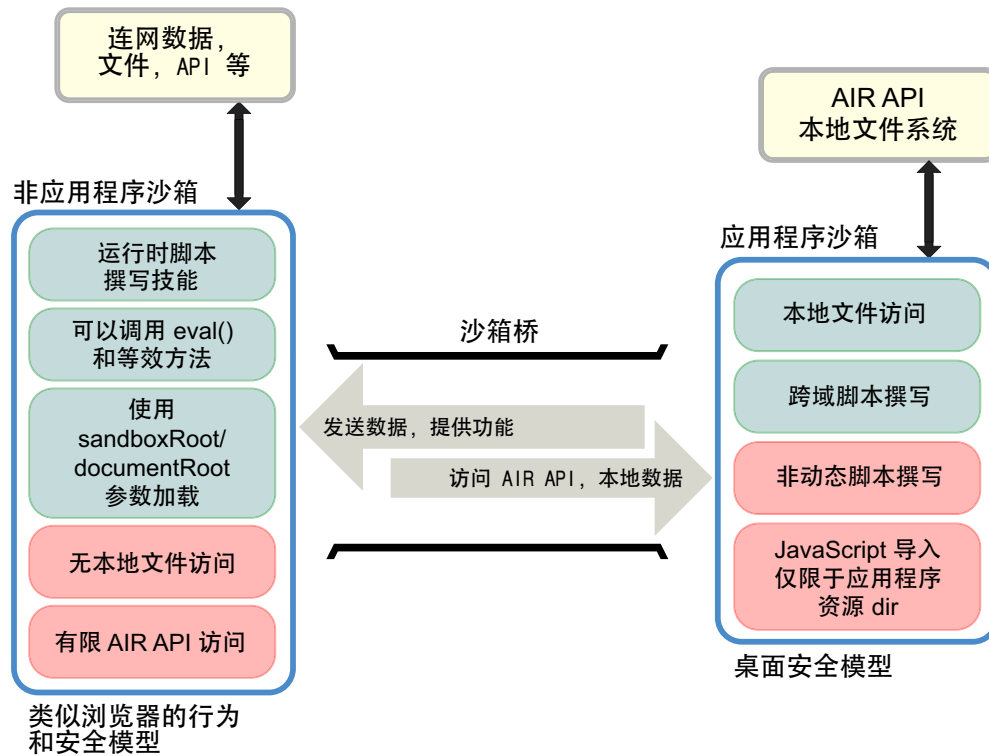 连网数据,
文件, API 等
非应用程序沙箱
运行时脚本
撰写技能
可以调用 eval()
和等效方法
使用
sandboxRoot/
documentRoot
参数加载
无本地文件访问
有限 AIR API 访问
类似浏览器的行为
和安全模型
沙箱桥
发送数据, 提供功能
访问 AIR API, 本地数据
AIR API
本地文件系统
应用程序沙箱
本地文件访问
跨域脚本撰写
非动态脚本撰写
JavaScript 导入
仅限于应用程序
资源 dir
桌面安全模型